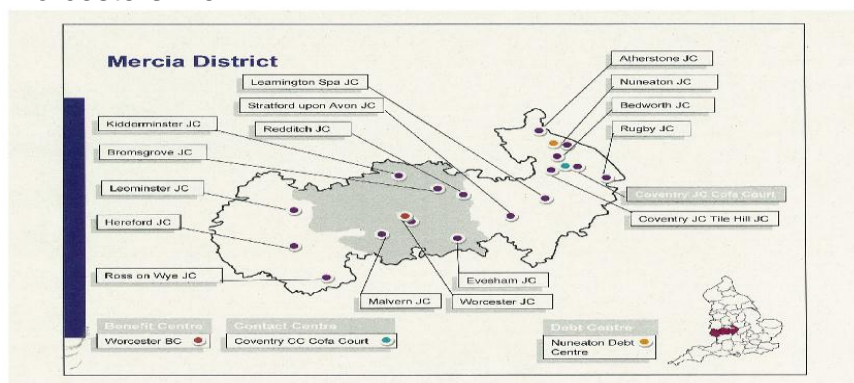 Mercia District
Leamington Spa JC
Stratford upon Avon JC
Kidderminster JC
Redditch JC
Bromsgrove JC
Leominster JC
Hereford JC
Ross on Wye JC
Atherstone JC
Nuneaton JC
Bedworth JC
Rugby JC
Coventry JC Cofa Court
Coventry JC Tile Hill JC
Evesham JC
Malvern JC
Worcester JC
Benefit Centre
Worcester BC
Contact Centre
Coventry CC Cofa Court
Debt Centre
Nuneaton Debt
Centre